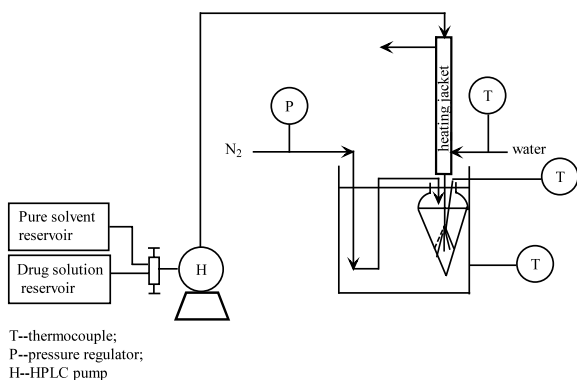 P
T
heating jacket
N2
water
T
Pure solvent
reservoir
H
T
Drug solution
reservoir
T--thermocouple;
P--pressure regulator;
H--HPLC pump